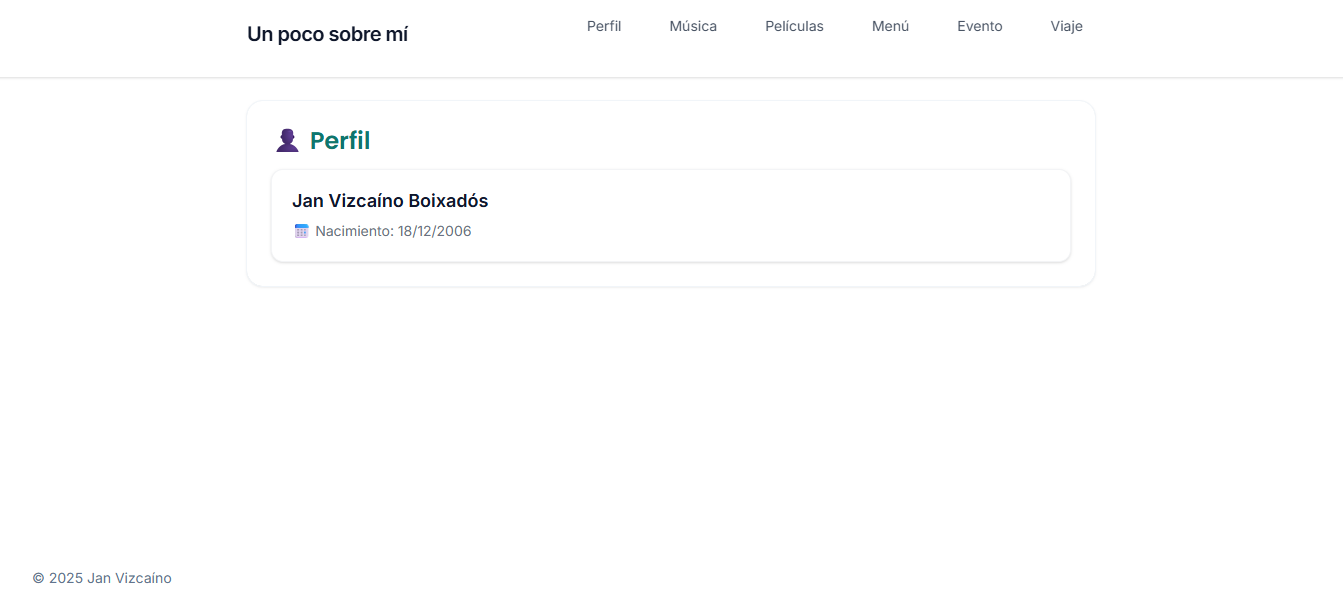 Un poco sobre mí
Perfil Música Películas Menú Evento Viaje
Perfil
Jan Vizcaíno Boixadós
Nacimiento: 18/12/2006
© 2025 Jan Vizcaíno